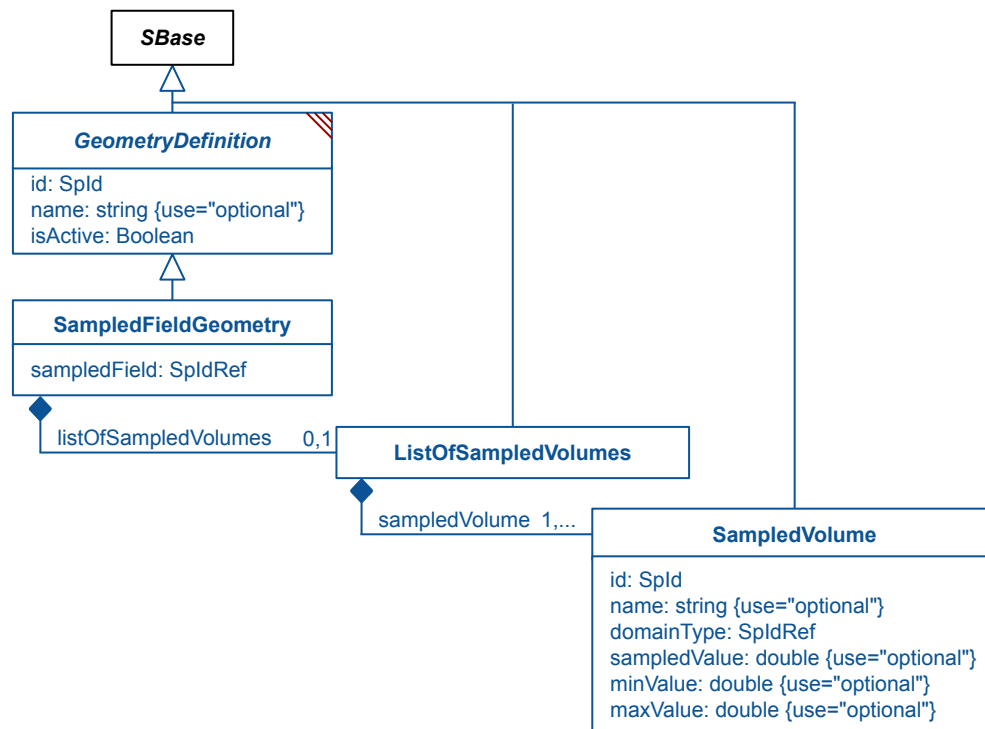 SBase
GeometryDefinition
id: SpId
name: string {use="optional"}
isActive: Boolean
SampledFieldGeometry
sampledField: SpIdRef
listOfSampledVolumes 0,1
ListOfSampledVolumes
sampledVolume 1,...
SampledVolume
id: SpId
name: string {use="optional"}
domainType: SpIdRef
sampledValue: double {use="optional"}
minValue: double {use="optional"}
maxValue: double {use="optional"}